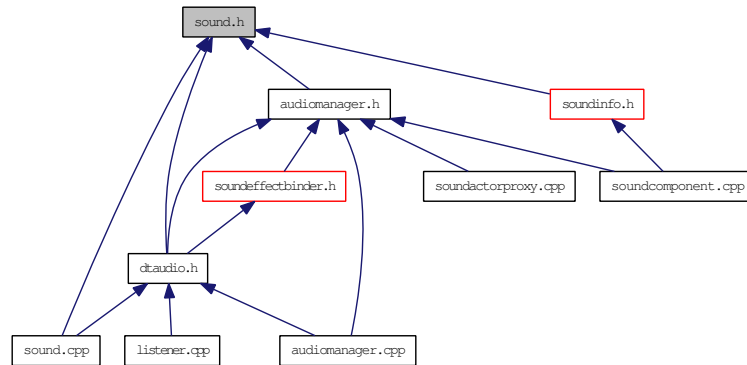 sound.h
audiomanager.h
soundinfo.h
soundeffectbinder.h
soundactorproxy.cpp
soundcomponent.cpp
dtaudio.h
sound.cpp
listener.cpp
audiomanager.cpp